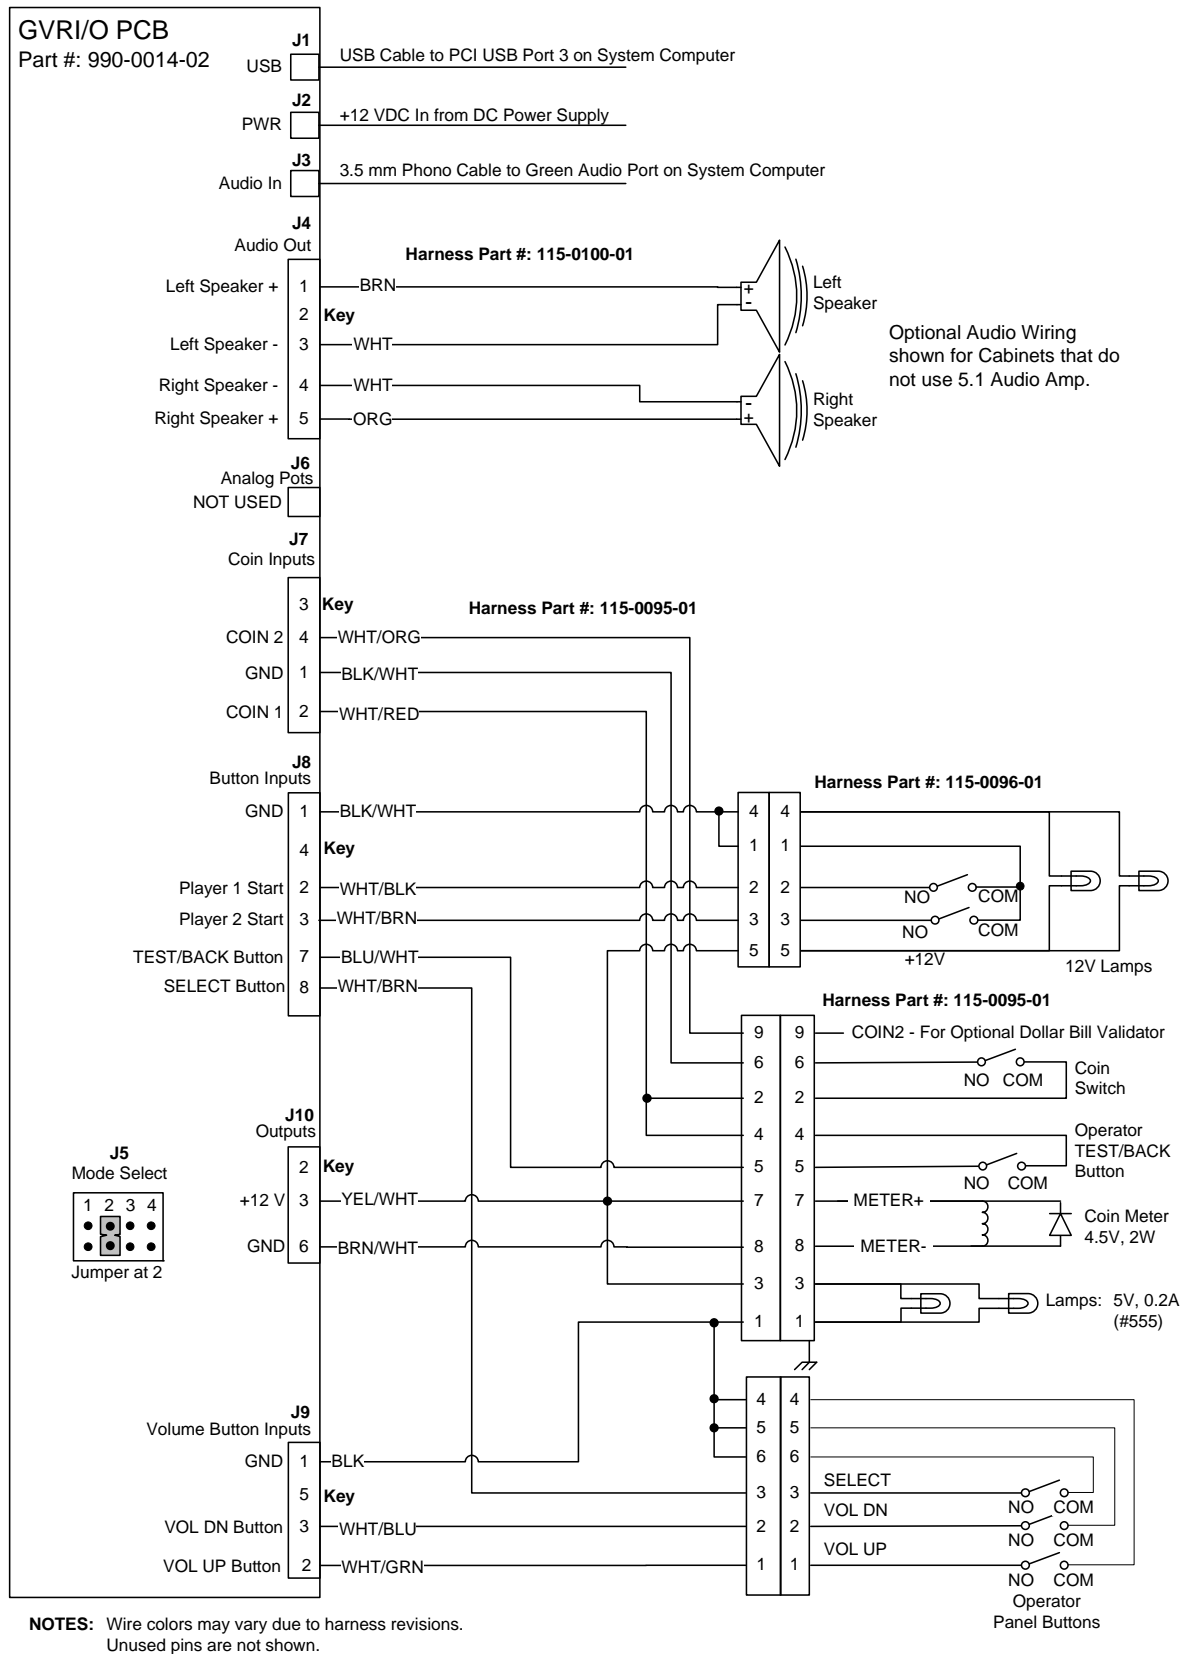 GVRI/O PCB
Part #: 990-0014-02
J1
USB
USB Cable to PCI USB Port 3 on System Computer
J2
PWR
+12 VDC In from DC Power Supply
J3
Audio In
3.5 mm Phono Cable to Green Audio Port on System Computer
J4
Audio Out
Harness Part #: 115-0100-01
Left Speaker + 1 BRN + Left
- Speaker
2 Key
Left Speaker - 3 WHT
Optional Audio Wiring
shown for Cabinets that do
not use 5.1 Audio Amp.
Right Speaker - 4 WHT - Right
Right Speaker + 5 ORG + Speaker
J6
Analog Pots
NOT USED
J7
Coin Inputs
3 Key
Harness Part #: 115-0095-01
COIN 2 4 WHT/ORG
GND 1 BLK/WHT
COIN 1 2 WHT/RED
J8
Button Inputs
Harness Part #: 115-0096-01
GND 1 BLK/WHT 4 4
4 Key 1 1
Player 1 Start 2 WHT/BLK 2 2 NO COM
Player 2 Start 3 WHT/BRN 3 3 NO COM
5 5 +12V
12V Lamps
TEST/BACK Button 7 BLU/WHT
SELECT Button 8 WHT/BRN
Harness Part #: 115-0095-01
9 9 COIN2 - For Optional Dollar Bill Validator
6 6 NO COM Coin
Switch
2 2
4 4 Operator
TEST/BACK
Button
5 5 NO COM
J10
Outputs
2 Key
+12 V 3 YEL/WHT 7 7 METER+
Coin Meter
4.5V, 2W
GND 6 BRN/WHT 8 8 METER-
3 3
Lamps: 5V, 0.2A
(#555)
1 1
J5
Mode Select
1 2 3 4
Jumper at 2
4 4
5 5
6 6
J9
Volume Button Inputs
GND 1 BLK
5 Key
3 3 SELECT NO COM
VOL DN Button 3 WHT/BLU 2 2 VOL DN NO COM
VOL UP Button 2 WHT/GRN 1 1 VOL UP NO COM
Operator
Panel Buttons
NOTES: Wire colors may vary due to harness revisions.
Unused pins are not shown.